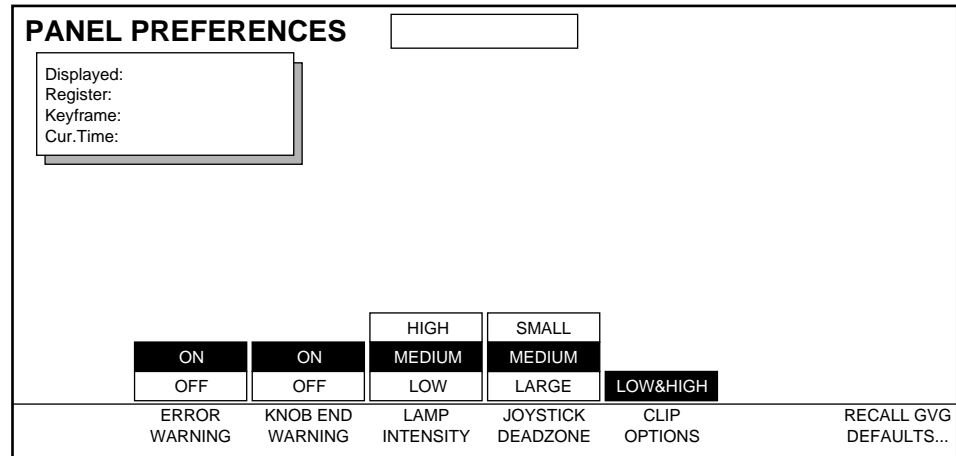 PANEL PREFERENCES
Displayed:
Register:
Keyframe:
Cur.Time:
HIGH SMALL
ON ON MEDIUM MEDIUM
OFF OFF LOW LARGE LOW&HIGH
ERROR KNOB END LAMP JOYSTICK CLIP RECALL GVG
WARNING WARNING INTENSITY DEADZONE OPTIONS DEFAULTS...